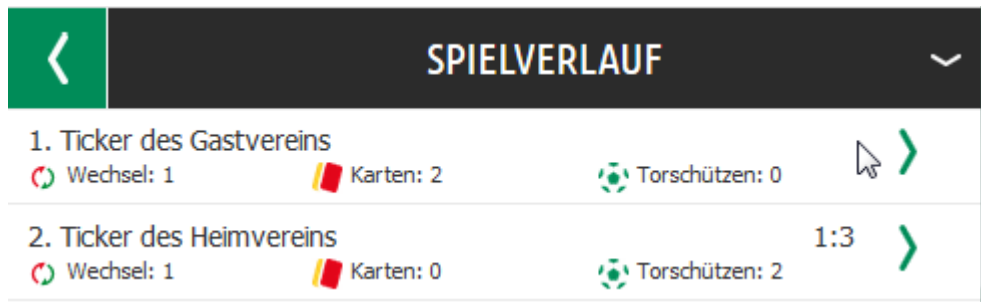 SPIELVERLAUF
1. Ticker des Gastvereins
Wechsel: 1 Karten: 2 Torschützen: 0
2. Ticker des Heimvereins 1:3
Wechsel: 1 Karten: 0 Torschützen: 2